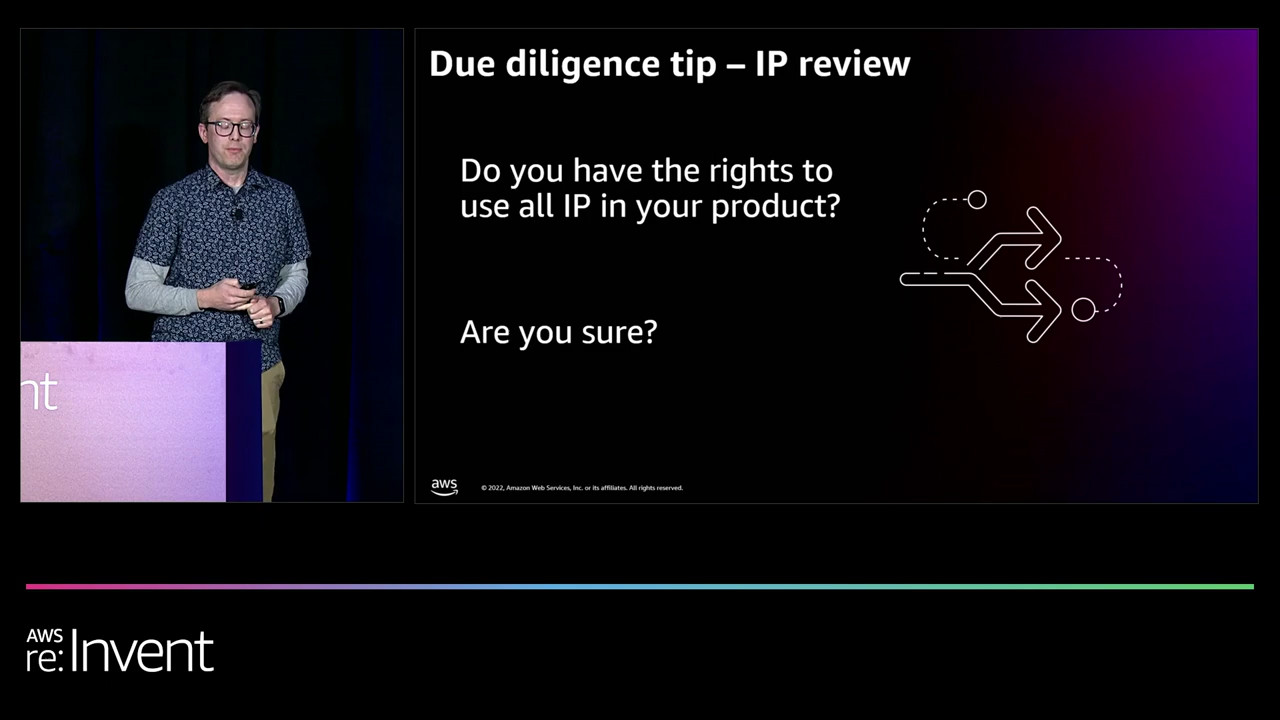 Due diligence tip – IP review
Do you have the rights to
use all IP in your product?
Are you sure?
aws
© 2022, Amazon Web Services, Inc. or its affiliates. All rights reserved.
nt
AWS
re:Invent